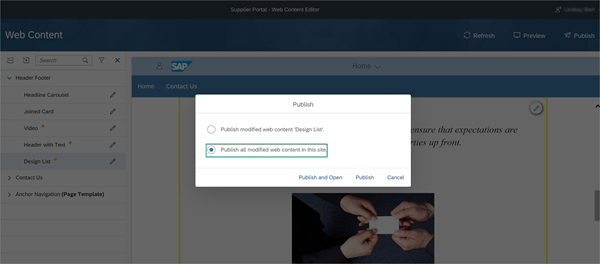 Supplier Portal - Web Content Editor
Lindsay Bert
Web Content
Refresh
Preview
Publish
Search
SAP
Home
Header Footer
Home
Contact Us
Headline Carousel
Joined Card
Video *
Header with Text *
Design List *
Contact Us
Anchor Navigation (Page Template)
ensure that expectations are
rties up front.
Publish
Publish modified web content 'Design List'.
Publish all modified web content in this site.
Publish and Open
Publish
Cancel